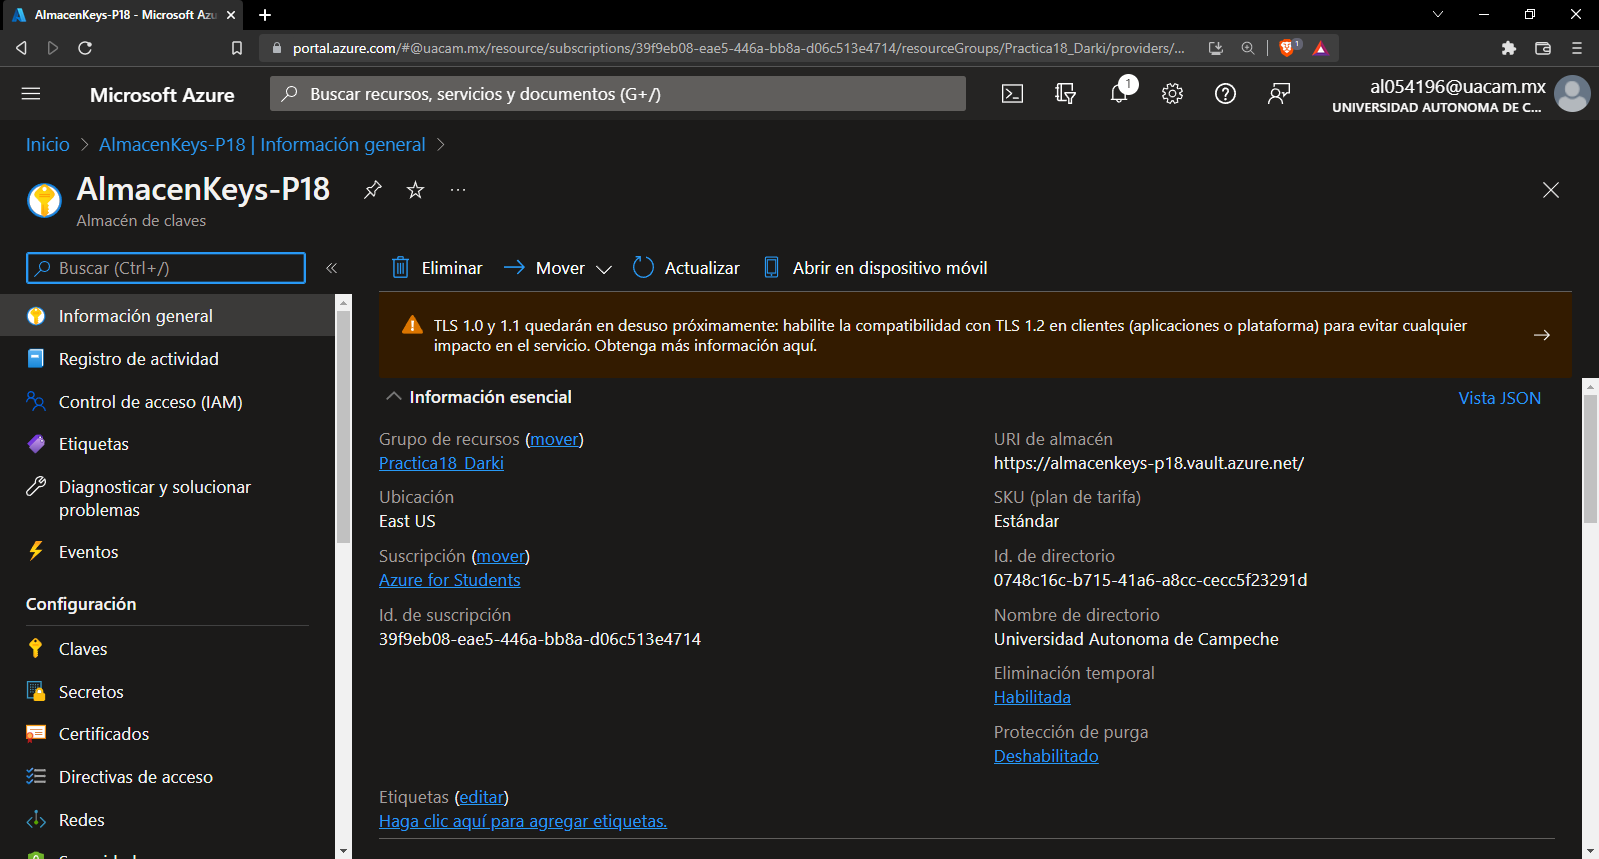 AlmacenKeys-P18 - Microsoft Azu
portal.azure.com/#@uacam.mx/resource/subscriptions/39f9eb08-eae5-446a-bb8a-d06c513e4714/resourceGroups/Practica18_Darki/providers/...
1
Microsoft Azure
Buscar recursos, servicios y documentos (G+/)
1
al054196@uacam.mx
UNIVERSIDAD AUTONOMA DE C...
Inicio > AlmacenKeys-P18 | Información general >
AlmacenKeys-P18
Almacén de claves
Buscar (Ctrl+/)
Información general
Registro de actividad
Control de acceso (IAM)
Etiquetas
Diagnosticar y solucionar
problemas
Eventos
Configuración
Claves
Secretos
Certificados
Directivas de acceso
Redes
Eliminar
Mover
Actualizar
Abrir en dispositivo móvil
TLS 1.0 y 1.1 quedarán en desuso próximamente: habilite la compatibilidad con TLS 1.2 en clientes (aplicaciones o plataforma) para evitar cualquier
impacto en el servicio. Obtenga más información aquí.
Información esencial
Vista JSON
Grupo de recursos (mover)
Practica18_Darki
Ubicación
East US
Suscripción (mover)
Azure for Students
Id. de suscripción
39f9eb08-eae5-446a-bb8a-d06c513e4714
URI de almacén
https://almacenkeys-p18.vault.azure.net/
SKU (plan de tarifa)
Estándar
Id. de directorio
0748c16c-b715-41a6-a8cc-cecc5f23291d
Nombre de directorio
Universidad Autonoma de Campeche
Eliminación temporal
Habilitada
Protección de purga
Deshabilitado
Etiquetas (editar)
Haga clic aquí para agregar etiquetas.